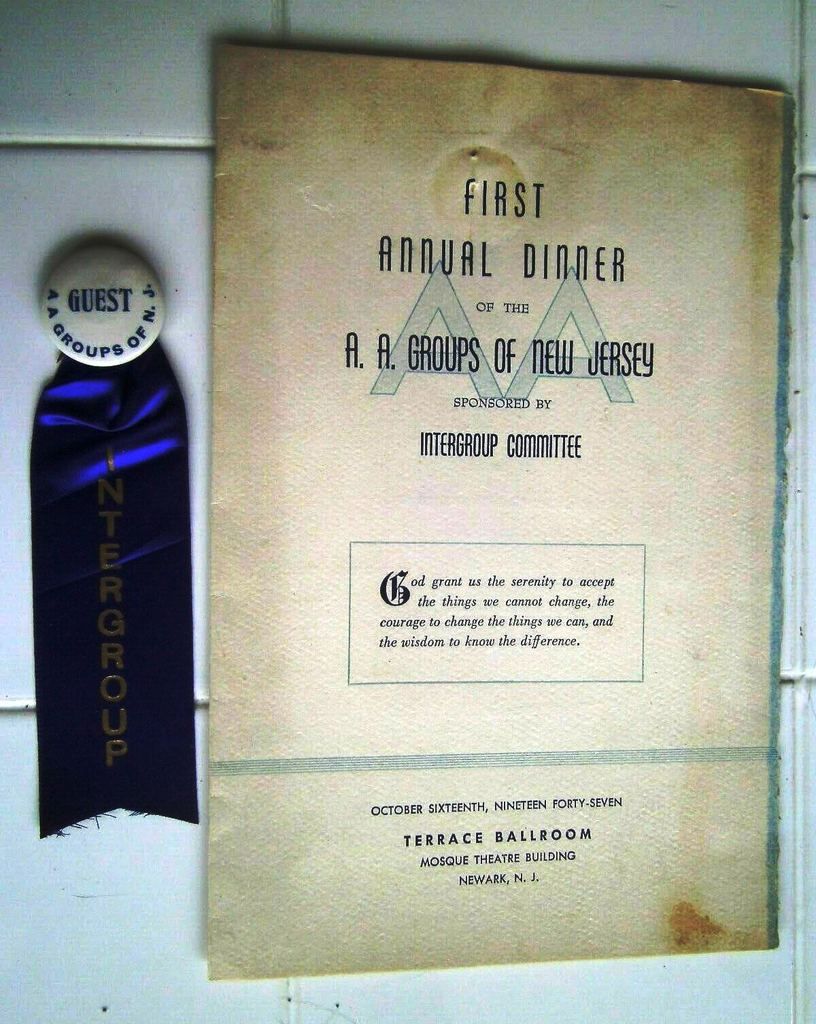 GUEST
A A GROUPS OF N. J.
INTERGROUP
FIRST
ANNUAL DINNER
OF THE
AA
A. A. GROUPS OF NEW JERSEY
SPONSORED BY
INTERGROUP COMMITTEE
God grant us the serenity to accept
the things we cannot change, the
courage to change the things we can, and
the wisdom to know the difference.
OCTOBER SIXTEENTH, NINETEEN FORTY-SEVEN
TERRACE BALLROOM
MOSQUE THEATRE BUILDING
NEWARK, N. J.